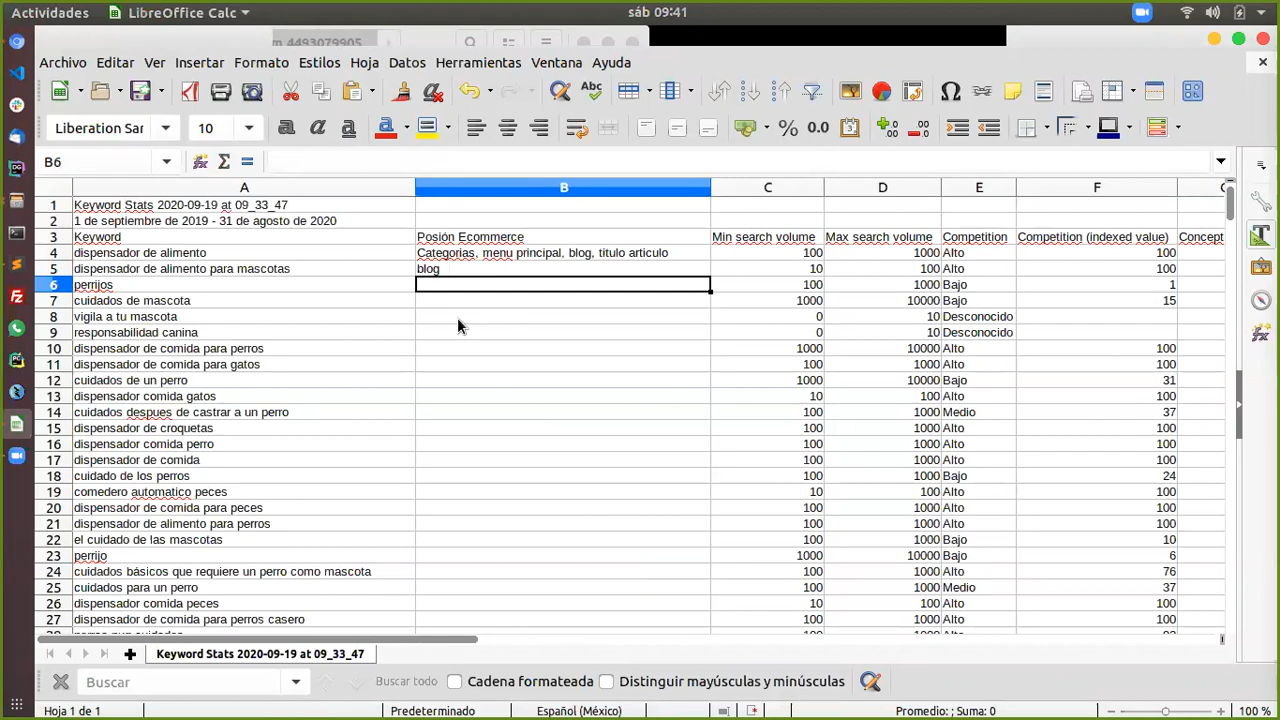 Actividades LibreOffice Calc sáb 09:41
m 4493079905
Archivo Editar Ver Insertar Formato Estilos Hoja Datos Herramientas Ventana Ayuda
Liberation Sar 10
B6
A B C D E F
1 Keyword Stats 2020-09-19 at 09_33_47
2 1 de septiembre de 2019 - 31 de agosto de 2020
3 Keyword Posión Ecommerce Min search volume Max search volume Competition Competition (indexed value) Concept
4 dispensador de alimento Categorias, menu principal, blog, titulo articulo 100 1000 Alto 100
5 dispensador de alimento para mascotas blog 10 100 Alto 100
6 perrijos 100 1000 Bajo 1
7 cuidados de mascota 1000 10000 Bajo 15
8 vigila a tu mascota 0 10 Desconocido
9 responsabilidad canina 0 10 Desconocido
10 dispensador de comida para perros 1000 10000 Alto 100
11 dispensador de comida para gatos 100 1000 Alto 100
12 cuidados de un perro 1000 10000 Bajo 31
13 dispensador comida gatos 10 100 Alto 100
14 cuidados despues de castrar a un perro 100 1000 Medio 37
15 dispensador de croquetas 100 1000 Alto 100
16 dispensador comida perro 100 1000 Alto 100
17 dispensador de comida 100 1000 Alto 100
18 cuidado de los perros 100 1000 Bajo 24
19 comedero automatico peces 10 100 Alto 100
20 dispensador de comida para peces 100 1000 Alto 100
21 dispensador de alimento para perros 100 1000 Alto 100
22 el cuidado de las mascotas 100 1000 Bajo 10
23 perrijo 1000 10000 Bajo 6
24 cuidados básicos que requiere un perro como mascota 100 1000 Alto 76
25 cuidados para un perro 100 1000 Medio 37
26 dispensador comida peces 10 100 Alto 100
27 dispensador de comida para perros casero 100 1000 Alto 100
Keyword Stats 2020-09-19 at 09_33_47
Buscar Buscar todo Cadena formateada Distinguir mayúsculas y minúsculas
Hoja 1 de 1 Predeterminado Español (México) Promedio: ; Suma: 0 100 %